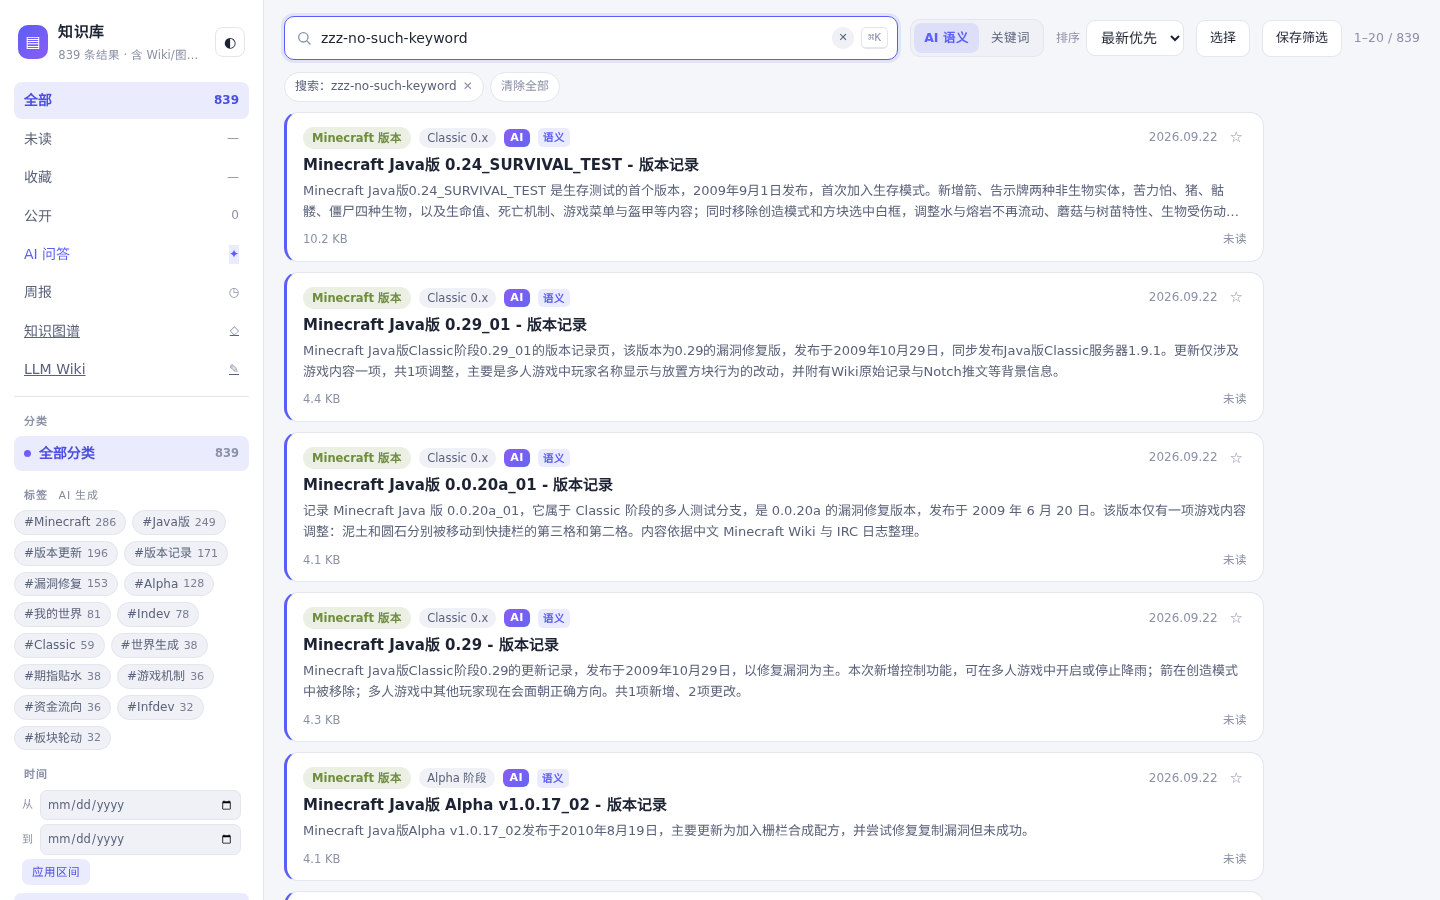 知识库
839 条结果 · 含 Wiki/图…
全部 839
未读 —
收藏 —
公开 0
AI 问答 ✦
周报 ◷
知识图谱 ◇
LLM Wiki ✎
分类
全部分类 839
标签 AI 生成
#Minecraft 286 #Java版 249
#版本更新 196 #版本记录 171
#漏洞修复 153 #Alpha 128
#我的世界 81 #Indev 78
#Classic 59 #世界生成 38
#期指贴水 38 #游戏机制 36
#资金流向 36 #Infdev 32
#板块轮动 32
时间
从 mm/dd/yyyy
到 mm/dd/yyyy
应用区间
zzz-no-such-keyword ✕ ⌘K AI 语义 关键词 排序 最新优先 选择 保存筛选 1–20 / 839
搜索：zzz-no-such-keyword ✕ 清除全部
Minecraft 版本 Classic 0.x AI 语义 2026.09.22 ☆
Minecraft Java版 0.24_SURVIVAL_TEST - 版本记录
Minecraft Java版0.24_SURVIVAL_TEST 是生存测试的首个版本，2009年9月1日发布，首次加入生存模式。新增箭、告示牌两种非生物实体，苦力怕、猪、骷
髅、僵尸四种生物，以及生命值、死亡机制、游戏菜单与盔甲等内容；同时移除创造模式和方块选中白框，调整水与熔岩不再流动、蘑菇与树苗特性、生物受伤动…
10.2 KB 未读
Minecraft 版本 Classic 0.x AI 语义 2026.09.22 ☆
Minecraft Java版 0.29_01 - 版本记录
Minecraft Java版Classic阶段0.29_01的版本记录页，该版本为0.29的漏洞修复版，发布于2009年10月29日，同步发布Java版Classic服务器1.9.1。更新仅涉及
游戏内容一项，共1项调整，主要是多人游戏中玩家名称显示与放置方块行为的改动，并附有Wiki原始记录与Notch推文等背景信息。
4.4 KB 未读
Minecraft 版本 Classic 0.x AI 语义 2026.09.22 ☆
Minecraft Java版 0.0.20a_01 - 版本记录
记录 Minecraft Java 版 0.0.20a_01，它属于 Classic 阶段的多人测试分支，是 0.0.20a 的漏洞修复版本，发布于 2009 年 6 月 20 日。该版本仅有一项游戏内容
调整：泥土和圆石分别被移动到快捷栏的第三格和第二格。内容依据中文 Minecraft Wiki 与 IRC 日志整理。
4.1 KB 未读
Minecraft 版本 Classic 0.x AI 语义 2026.09.22 ☆
Minecraft Java版 0.29 - 版本记录
Minecraft Java版Classic阶段0.29的更新记录，发布于2009年10月29日，以修复漏洞为主。本次新增控制功能，可在多人游戏中开启或停止降雨；箭在创造模式
中被移除；多人游戏中其他玩家现在会面朝正确方向。共1项新增、2项更改。
4.3 KB 未读
Minecraft 版本 Alpha 阶段 AI 语义 2026.09.22 ☆
Minecraft Java版 Alpha v1.0.17_02 - 版本记录
Minecraft Java版Alpha v1.0.17_02发布于2010年8月19日，主要更新为加入栅栏合成配方，并尝试修复复制漏洞但未成功。
4.1 KB 未读